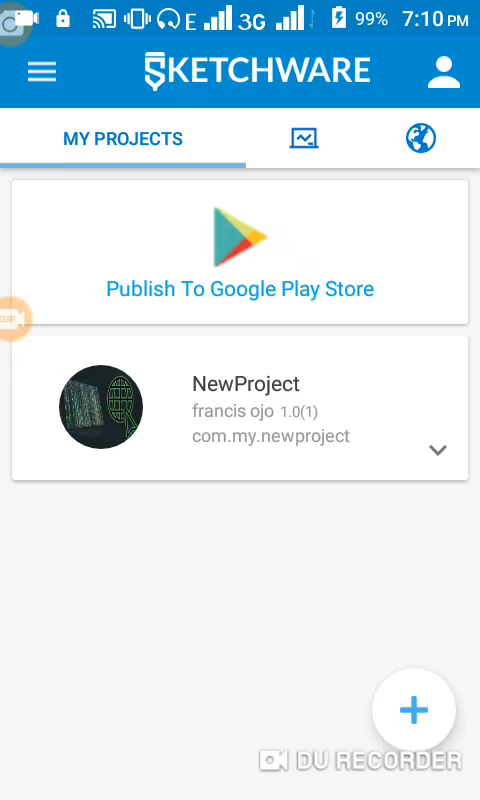 E 3G 99% 7:10 PM
SKETCHWARE
MY PROJECTS
Publish To Google Play Store
GIF
NewProject
francis ojo 1.0(1)
com.my.newproject
DU RECORDER